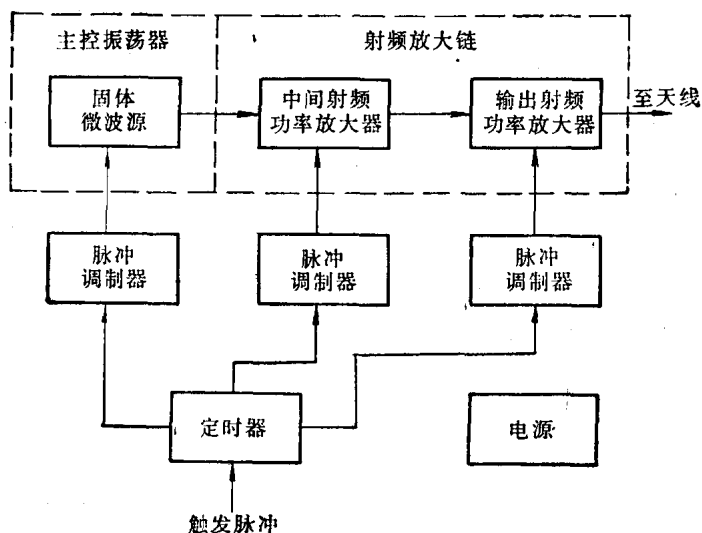 主控振荡器
射频放大链
固体
微波源
中间射频
功率放大器
输出射频
功率放大器
至天线
脉冲
调制器
脉冲
调制器
脉冲
调制器
定时器
电源
触发脉冲